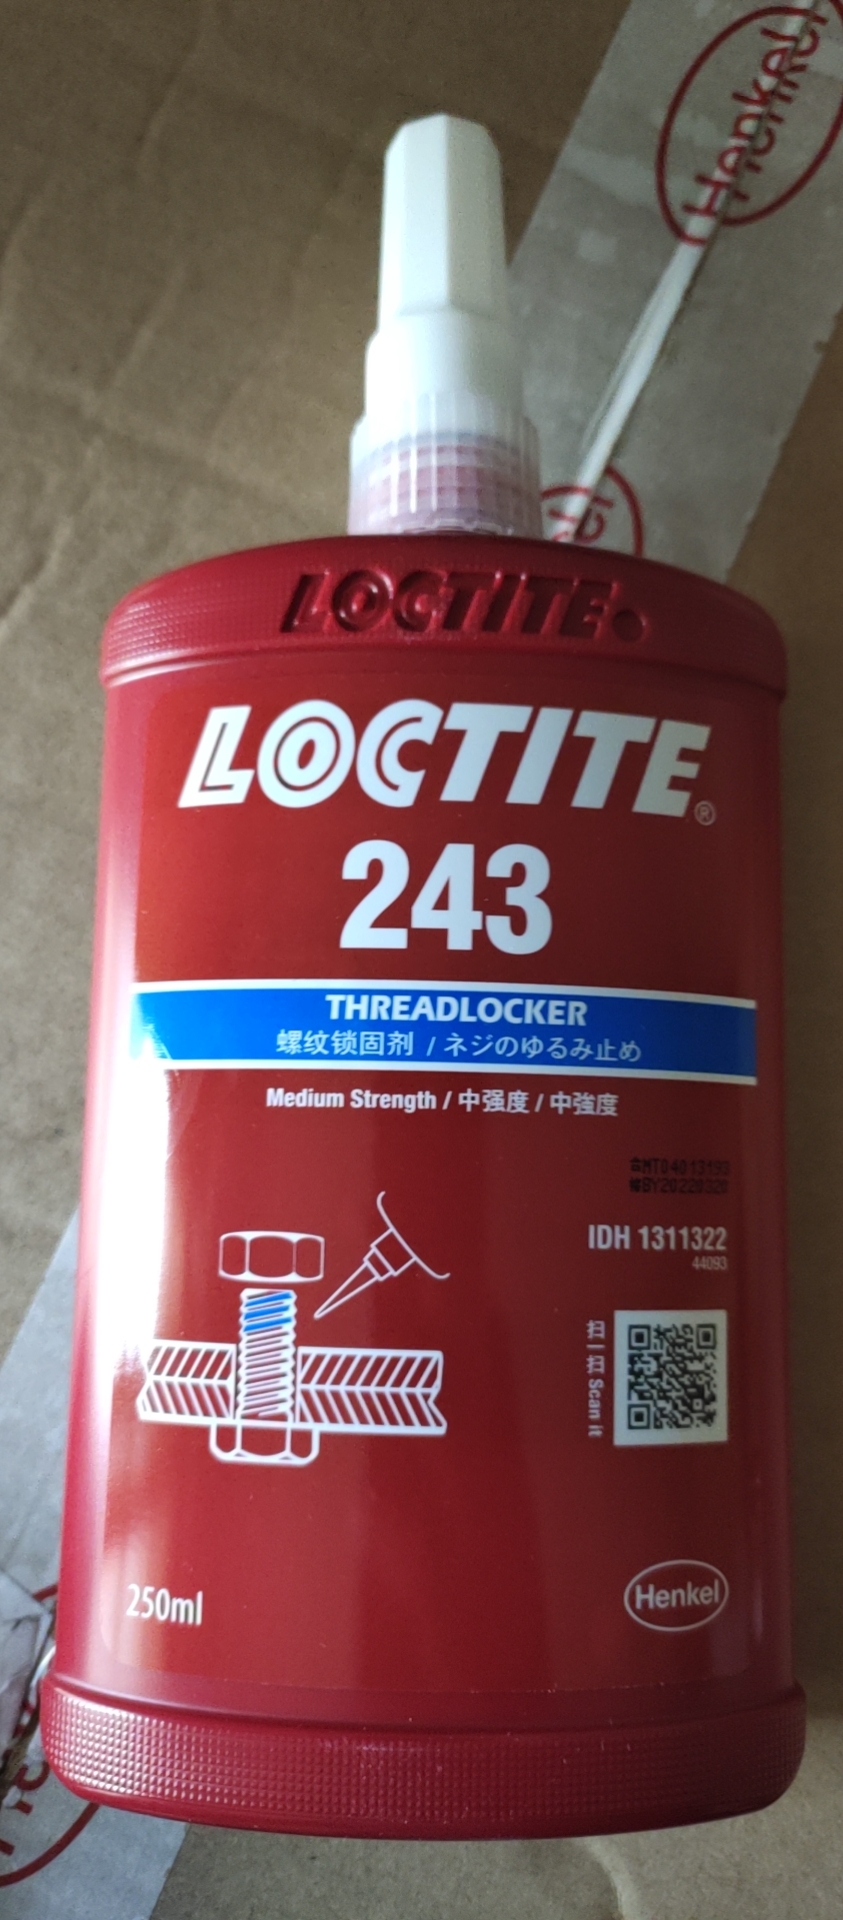 Henkel
LOCTITE
LOCTITE®
243
THREADLOCKER
螺纹锁固剂 / ネジのゆるみ止め
Medium Strength / 中强度 / 中強度
IDH 1311322
44093
扫一扫 Scan it
250ml
Henkel